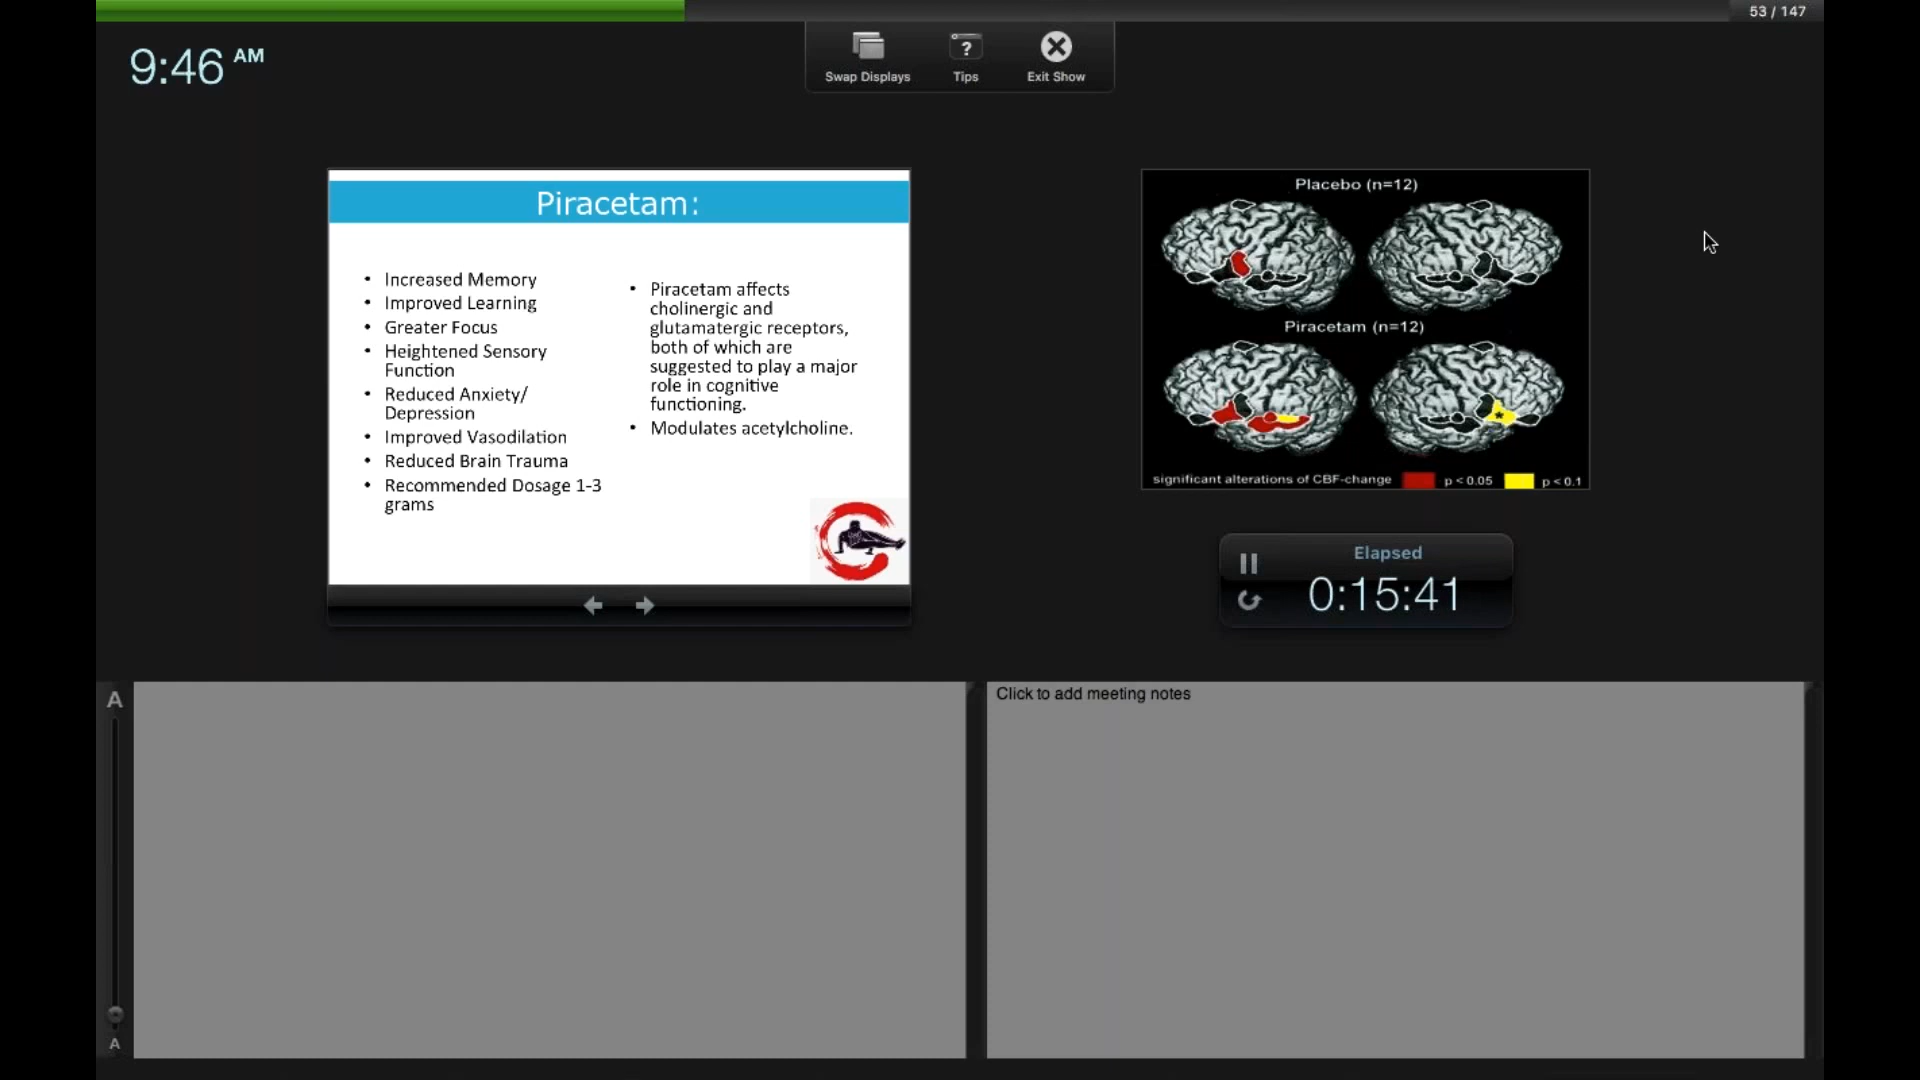 53 / 147
9:46 AM
Swap Displays
?
Tips
Exit Show
Piracetam:
• Increased Memory
• Improved Learning
• Greater Focus
• Heightened Sensory
Function
• Reduced Anxiety/
Depression
• Improved Vasodilation
• Reduced Brain Trauma
• Recommended Dosage 1-3
grams
• Piracetam affects
cholinergic and
glutamatergic receptors,
both of which are
suggested to play a major
role in cognitive
functioning.
• Modulates acetylcholine.
Placebo (n=12)
Piracetam (n=12)
significant alterations of CBF-change p < 0.05 p < 0.1
Elapsed
0:15:41
A
A
Click to add meeting notes